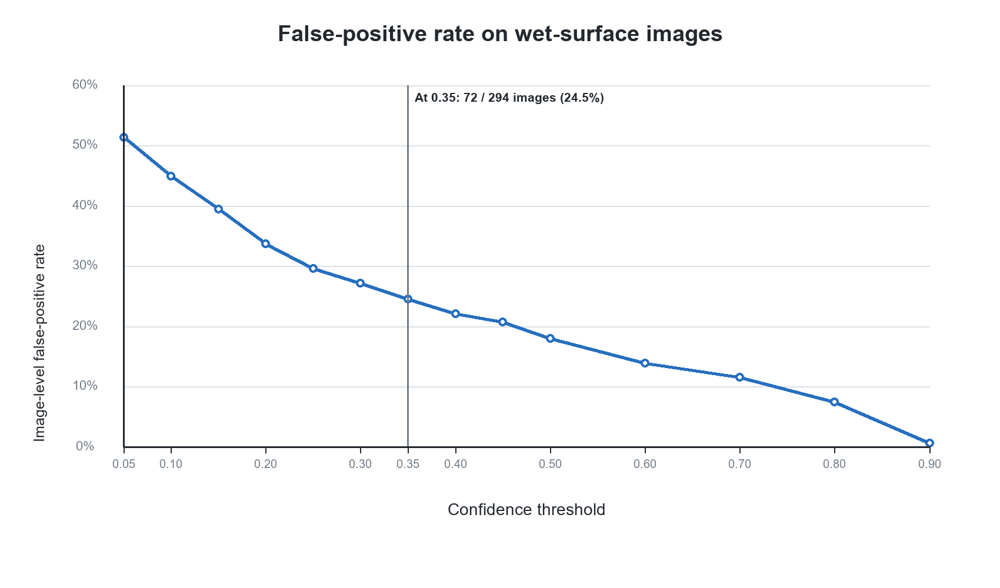 False-positive rate on wet-surface images
At 0.35: 72 / 294 images (24.5%)
60%
50%
40%
30%
20%
10%
0%
Image-level false-positive rate
0.05 0.10 0.20 0.30 0.35 0.40 0.50 0.60 0.70 0.80 0.90
Confidence threshold